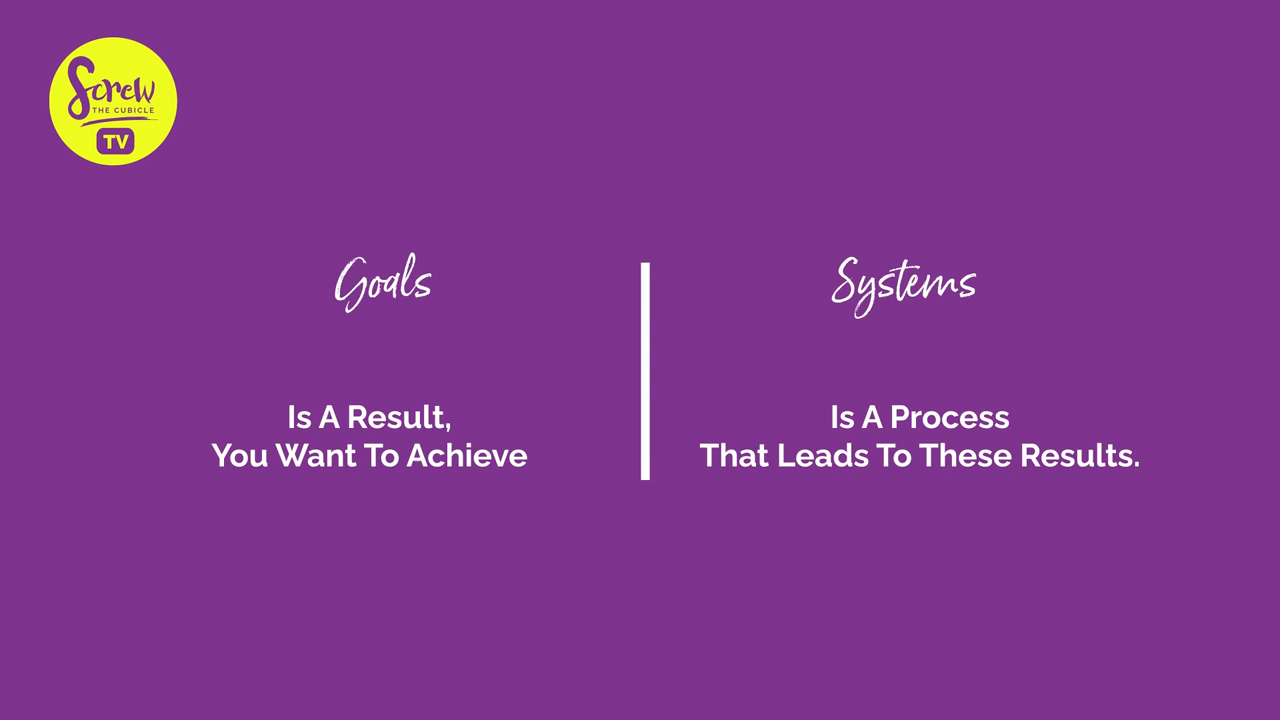 Screw
THE CUBICLE
TV
Goals
Is A Result,
You Want To Achieve
Systems
Is A Process
That Leads To These Results.